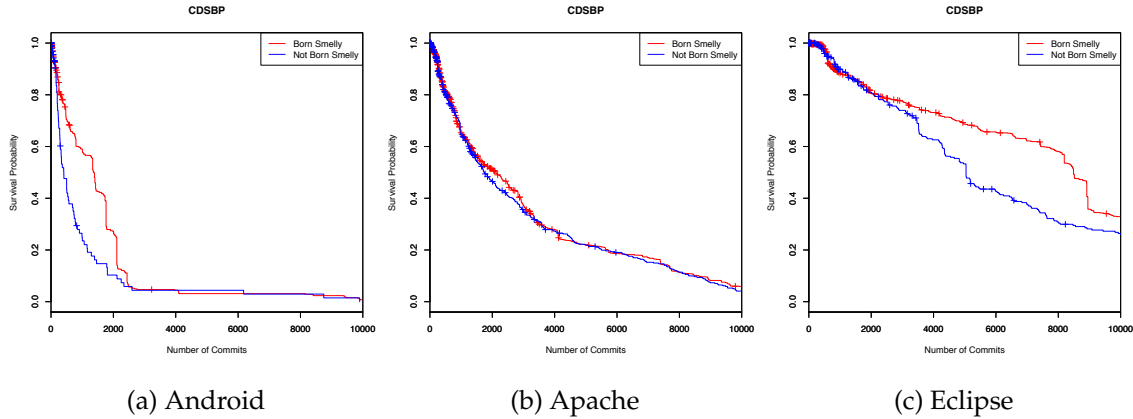 CDSBP
Survival Probability
1.0
0.8
0.6
0.4
0.2
0.0
Born Smelly
Not Born Smelly
0
2000
4000
6000
8000
10000
Number of Commits
(a) Android
CDSBP
Survival Probability
1.0
0.8
0.6
0.4
0.2
0.0
Born Smelly
Not Born Smelly
0
2000
4000
6000
8000
10000
Number of Commits
(b) Apache
CDSBP
Survival Probability
1.0
0.8
0.6
0.4
0.2
0.0
Born Smelly
Not Born Smelly
0
2000
4000
6000
8000
10000
Number of Commits
(c) Eclipse